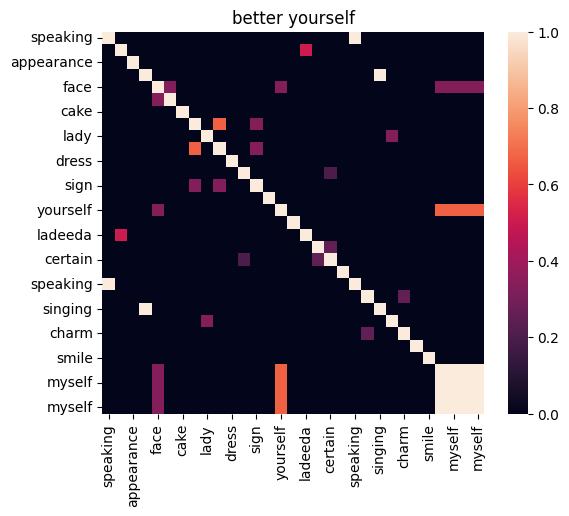 better yourself
speaking
appearance
face
cake
lady
dress
sign
yourself
ladeeda
certain
speaking
singing
charm
smile
myself
myself
speaking
appearance
face
cake
lady
dress
sign
yourself
ladeeda
certain
speaking
singing
charm
smile
myself
myself
1.0
0.8
0.6
0.4
0.2
0.0